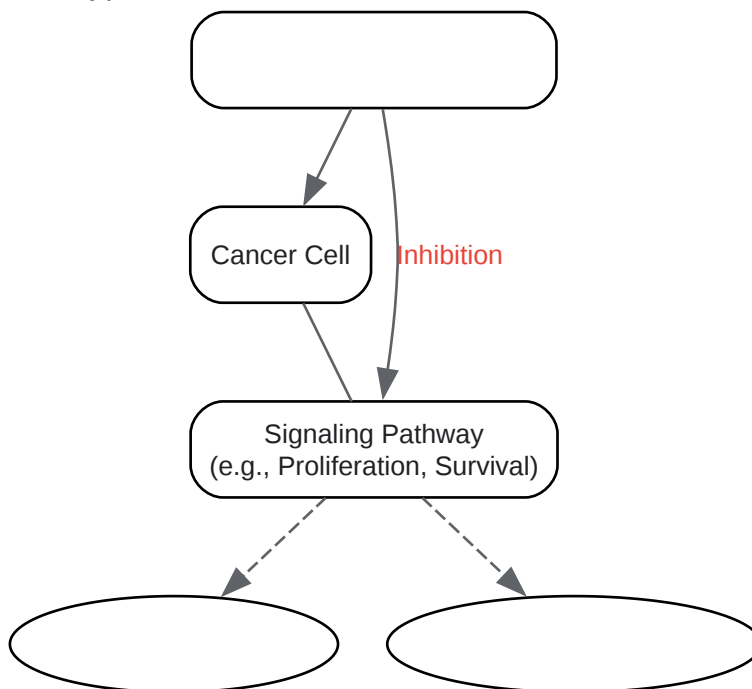 Cancer Cell
Inhibition
Signaling Pathway
(e.g., Proliferation, Survival)